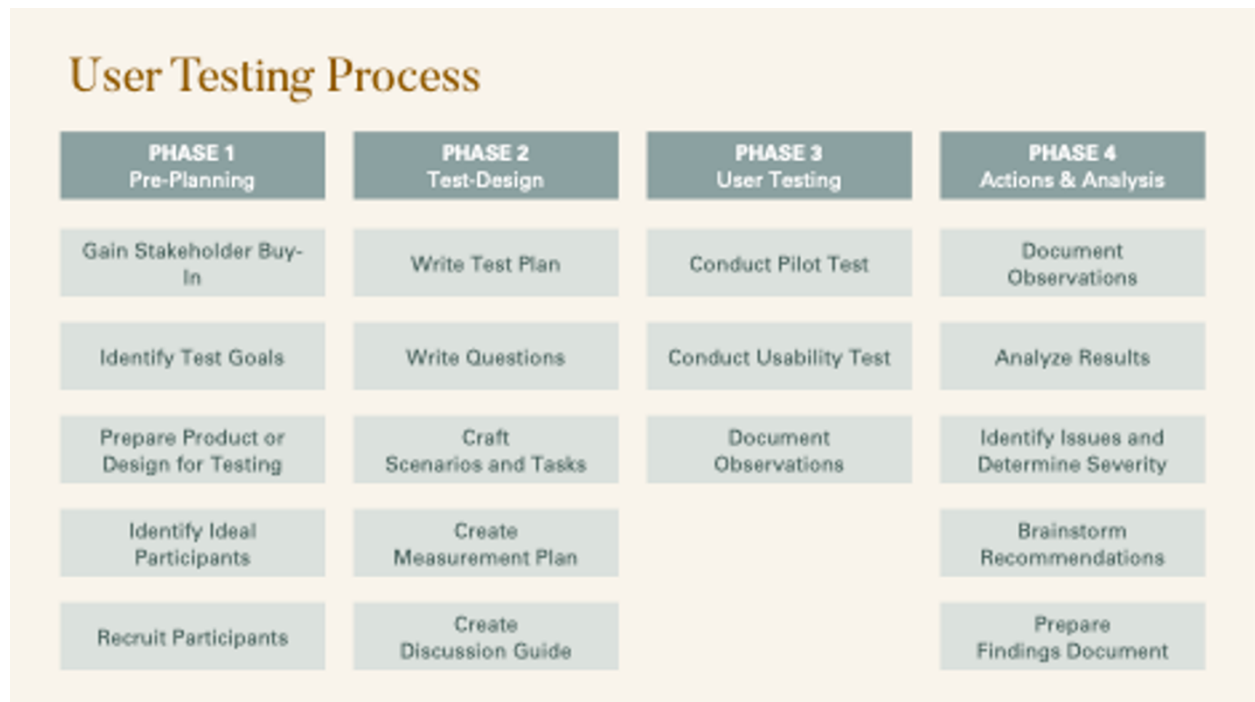 User Testing Process
PHASE 1
Pre-Planning
Gain Stakeholder Buy-
In
Identify Test Goals
Prepare Product or
Design for Testing
Identify Ideal
Participants
Recruit Participants
PHASE 2
Test-Design
Write Test Plan
Write Questions
Craft
Scenarios and Tasks
Create
Measurement Plan
Create
Discussion Guide
PHASE 3
User Testing
Conduct Pilot Test
Conduct Usability Test
Document
Observations
PHASE 4
Actions & Analysis
Document
Observations
Analyze Results
Identify Issues and
Determine Severity
Brainstorm
Recommendations
Prepare
Findings Document